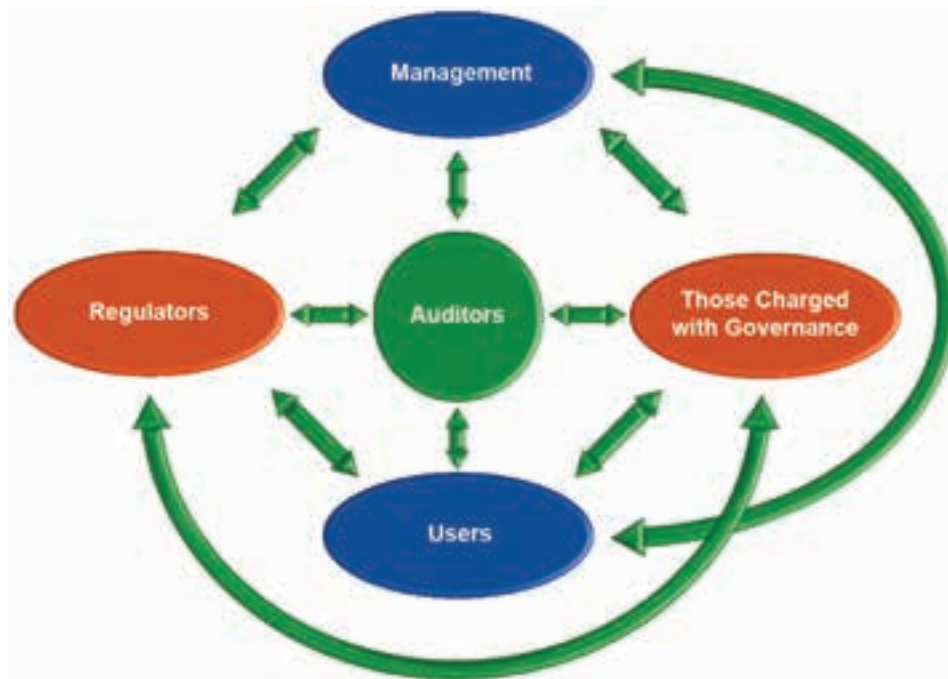 Management
Regulators
Auditors
Those Charged
with Governance
Users